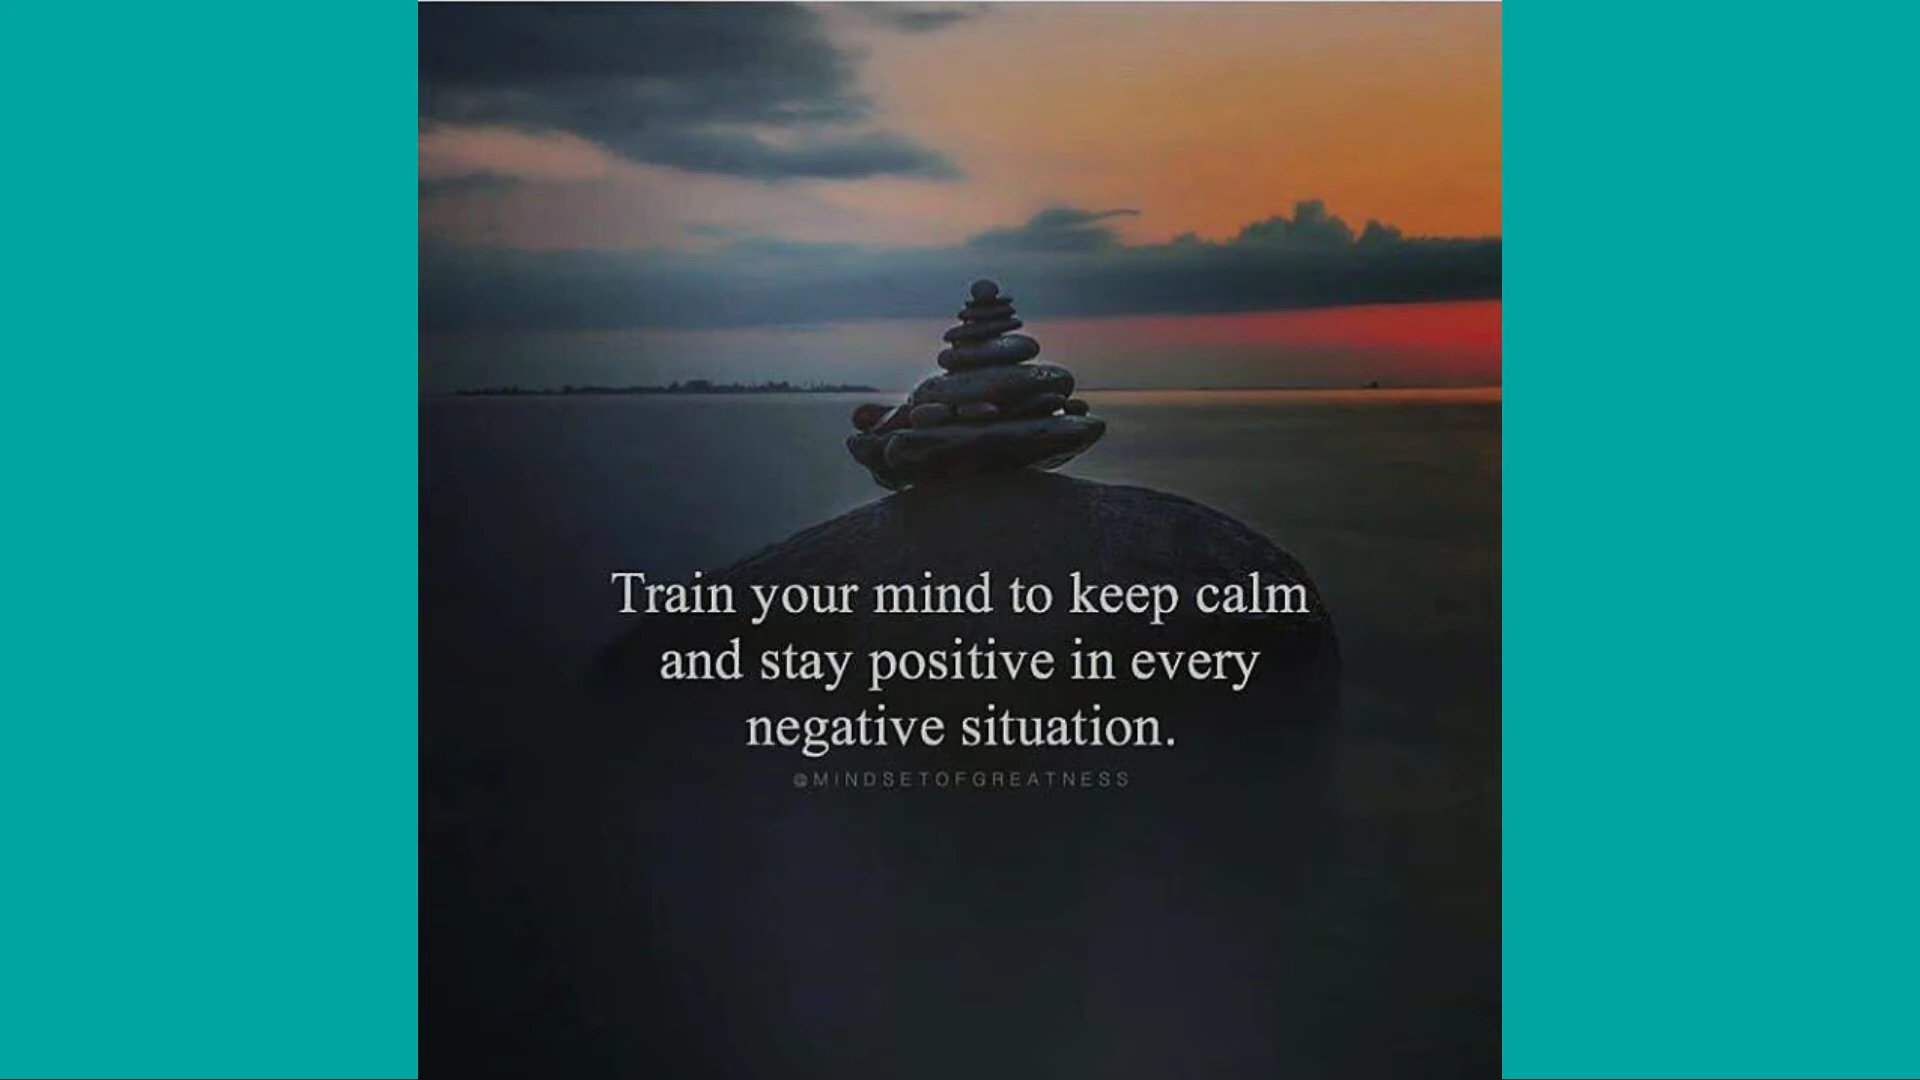 Train your mind to keep calm
and stay positive in every
negative situation.
@MINDSETOFGREATNESS